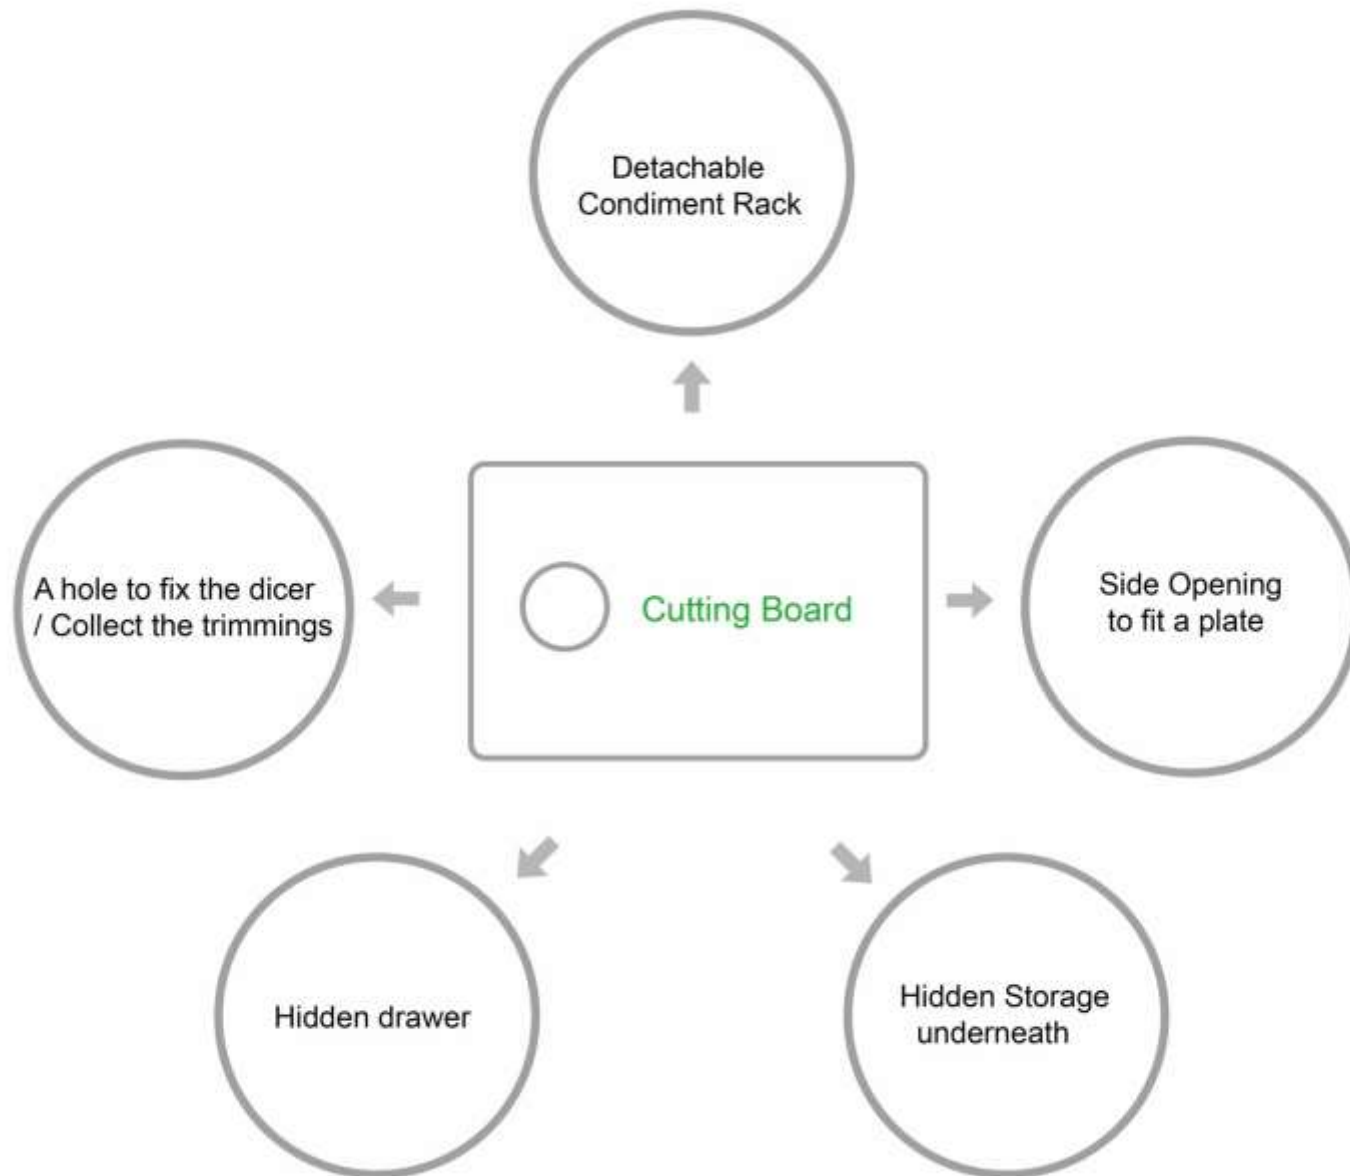 Detachable
Condiment Rack
A hole to fix the dicer
/ Collect the trimmings
Cutting Board
Side Opening
to fit a plate
Hidden drawer
Hidden Storage
underneath